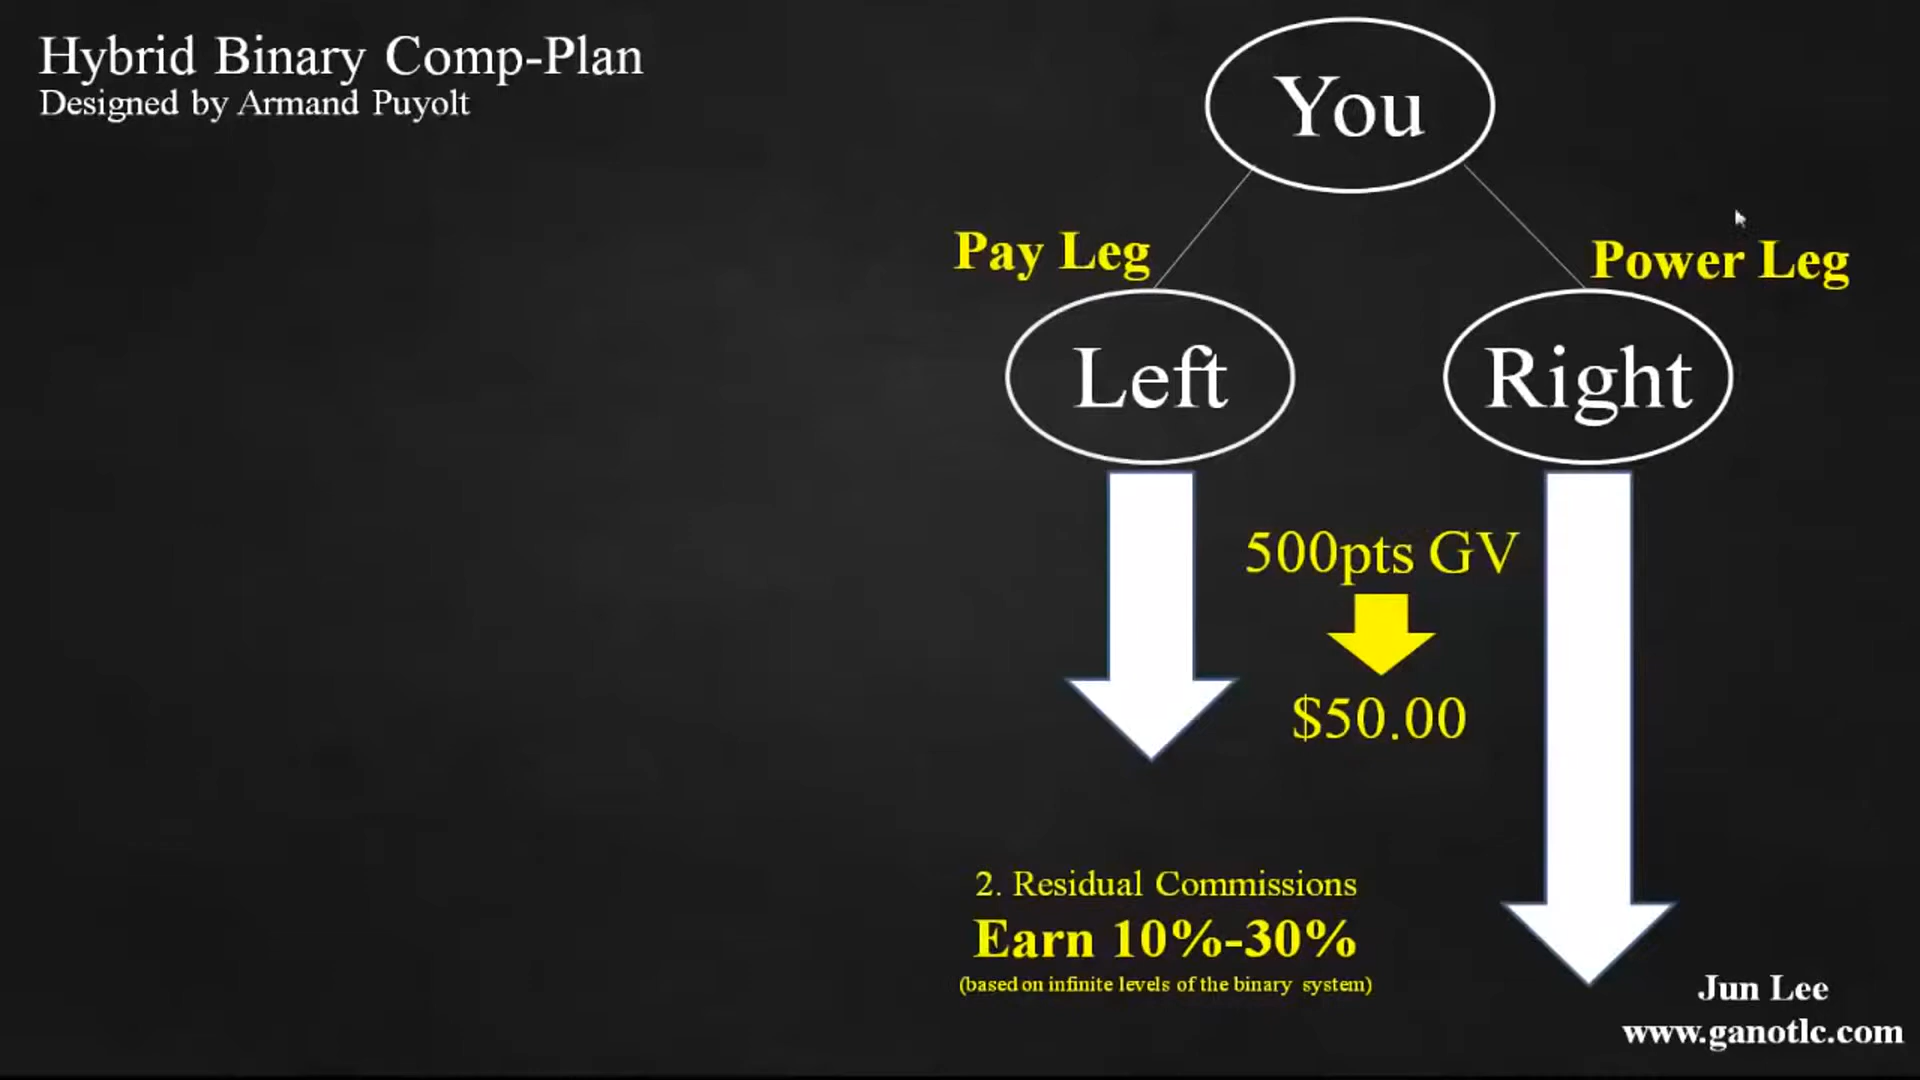 Hybrid Binary Comp-Plan
Designed by Armand Puyolt
You
Pay Leg
Power Leg
Left
Right
500pts GV
$50.00
2. Residual Commissions
Earn 10%-30%
(based on infinite levels of the binary system)
Jun Lee
www.ganotlc.com